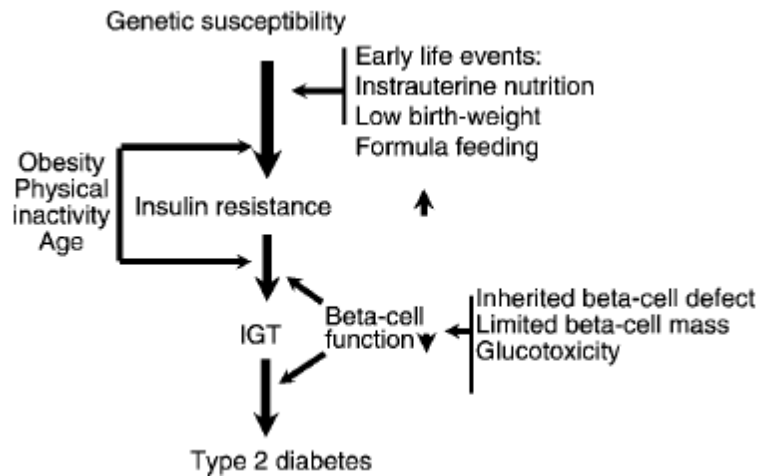 Genetic susceptibility
Early life events:
Instrauterine nutrition
Low birth-weight
Formula feeding
Obesity
Physical
inactivity
Age
Insulin resistance
IGT
Beta-cell
function
Inherited beta-cell defect
Limited beta-cell mass
Glucotoxicity
Type 2 diabetes